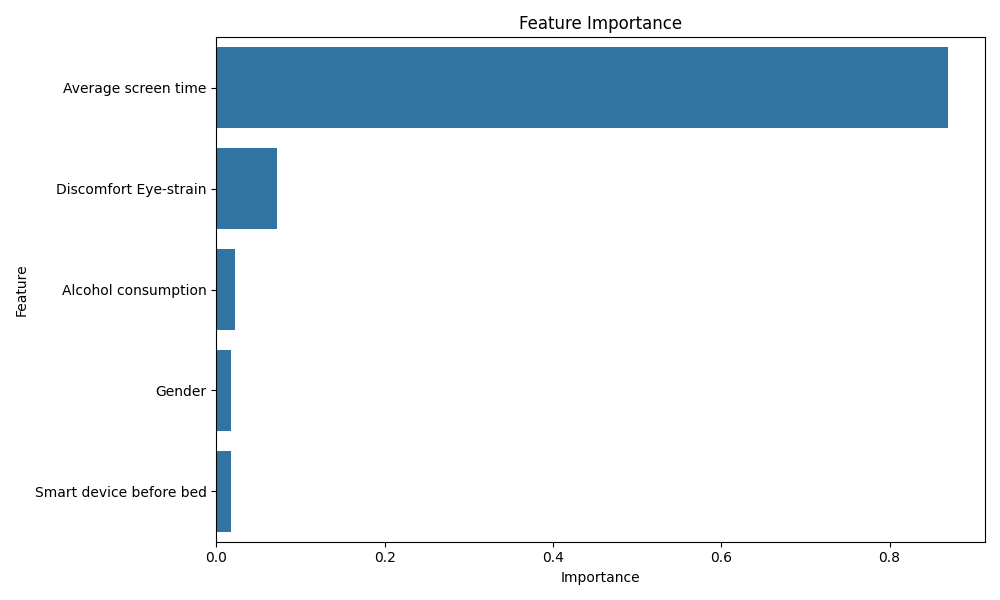 Feature Importance
Average screen time
Discomfort Eye-strain
Alcohol consumption
Gender
Smart device before bed
Feature
0.0
0.2
0.4
0.6
0.8
Importance